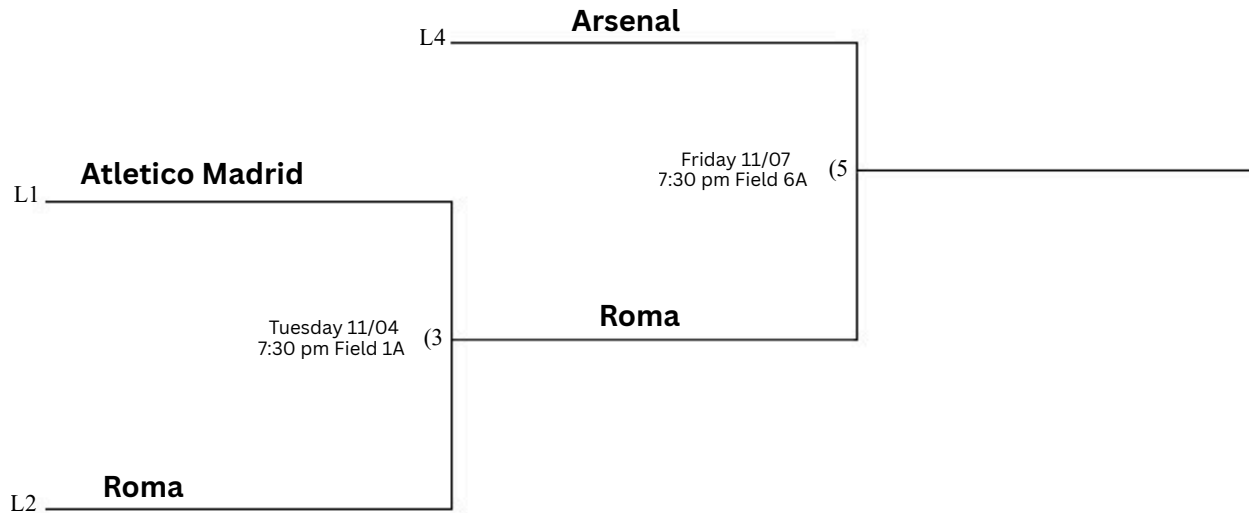 Arsenal
L4
Friday 11/07
7:30 pm Field 6A
(5
Atletico Madrid
L1
Roma
Tuesday 11/04
7:30 pm Field 1A
(3
Roma
L2